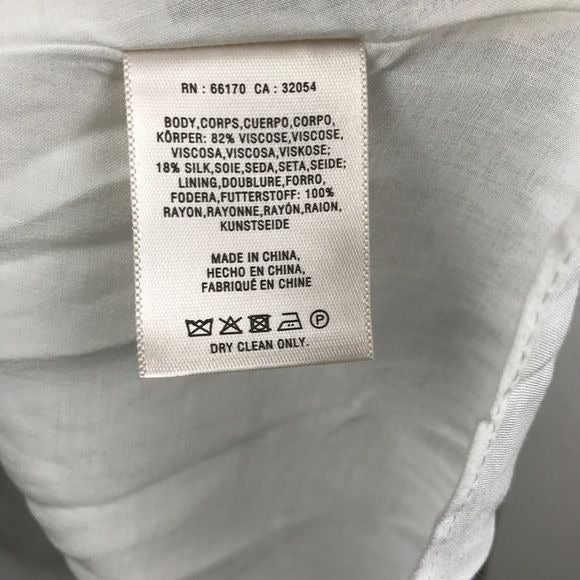 RN : 66170 CA : 32054
BODY,CORPS,CUERPO,CORPO,
KÖRPER: 82% VISCOSE,VISCOSE,
VISCOSA,VISCOSA,VISKOSE;
18% SILK,SOIE,SEDA,SETA,SEIDE;
LINING,DOUBLURE,FORRO,
FODERA,FUTTERSTOFF: 100%
RAYON,RAYONNE,RAYÓN,RAION,
KUNSTSEIDE
MADE IN CHINA,
HECHO EN CHINA,
FABRIQUÉ EN CHINE
P
DRY CLEAN ONLY.